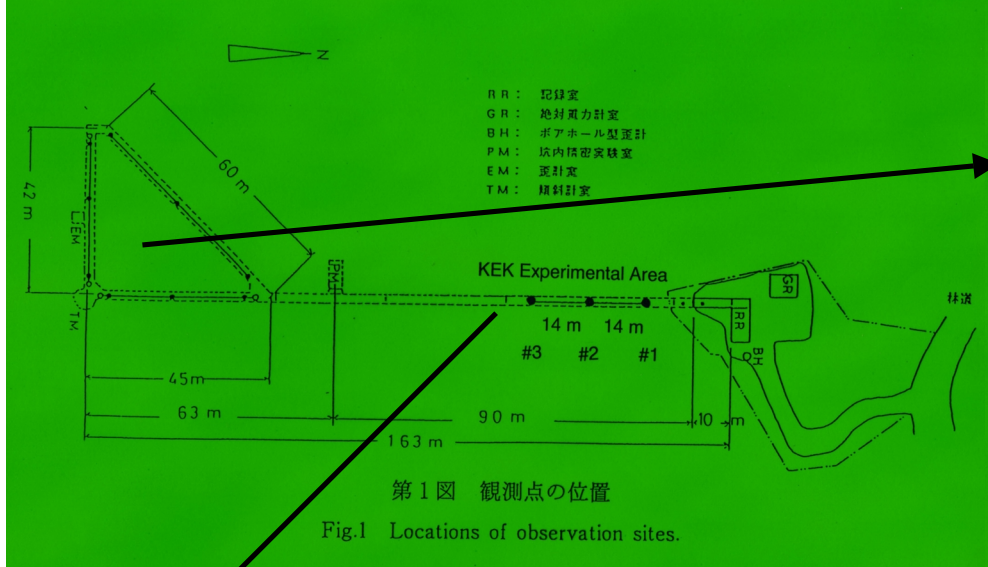 N
RR： 記録室
GR： 絶対重力計室
BH： ボアホール型歪計
PM： 坑内精密実験室
EM： 歪計室
TM： 傾斜計室
60 m
42 m
EM
TM
PM
KEK Experimental Area
14 m 14 m
#3 #2 #1
GR
RR
BH
林道
45m
63 m
90 m
10 m
163m
第1図 観測点の位置
Fig.1 Locations of observation sites.